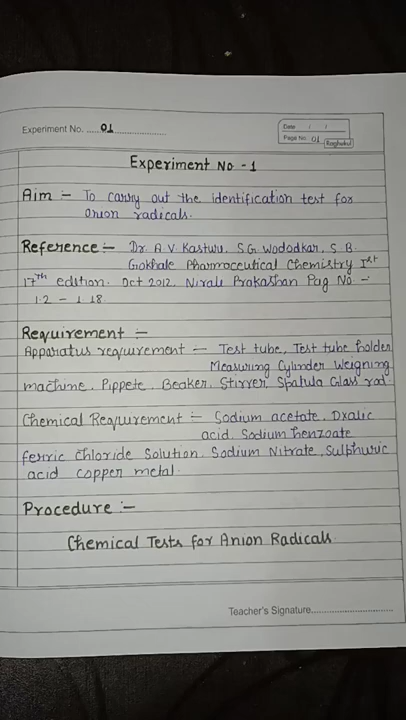 Experiment No. ..... 01 ....................
Date / /
Page No. 01
Raghukul
Experiment No - 1
Aim :- To carry out the identification test for
anion radicals.
Reference :- Dr. A. V. Kasture, S.G. Wododkar, S. B.
Gokhale Pharmaceutical Chemistry Ist
17th edition. Oct 2012, Nirali Prakashan Pag No. -
1.2 - 1.18.
Requirement :-
Apparatus requirement - Test tube, Test tube holder
Measuring Cylinder Weigning
machine, Pippete, Beaker, Stirrer, Spatula Glass rod.
Chemical Requirement :- Sodium acetate, Oxalic
acid, Sodium benzoate
ferric Chloride Solution, Sodium Nitrate, Sulphuric
acid copper metal.
Procedure :-
Chemical Tests for Anion Radicals.
Teacher's Signature..............................